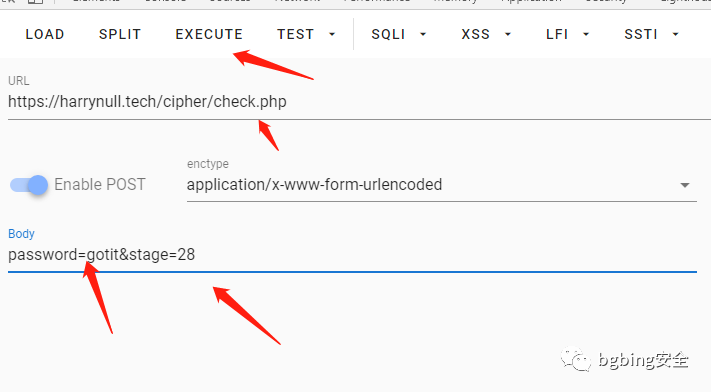 LOAD SPLIT EXECUTE TEST SQLI XSS LFI SSTI
URL
https://harrynull.tech/cipher/check.php
enctype
Enable POST application/x-www-form-urlencoded
Body
password=gotit&stage=28
bgbing安全